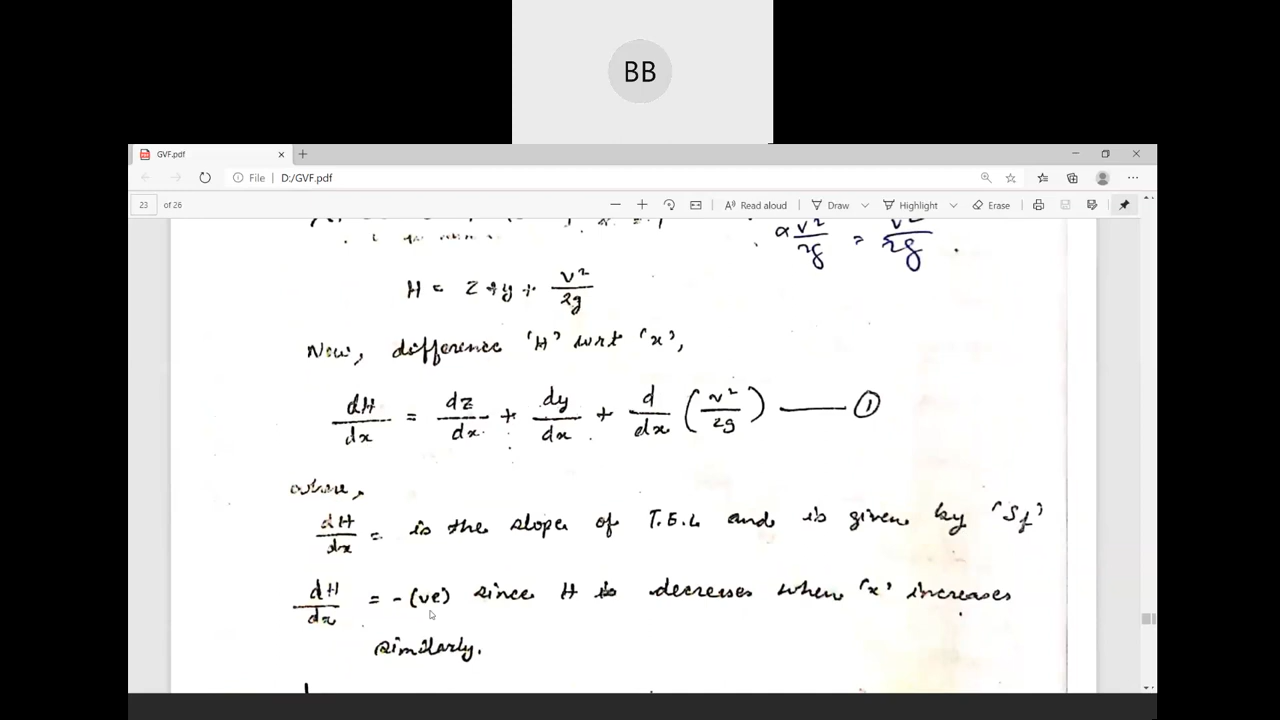 BB
GVF.pdf
File | D:/GVF.pdf
23 of 26
Read aloud Draw Highlight Erase
α v²/2g = v²/2g .
H = Z + y + v²/2g
Now, difference 'H' wrt 'x',
dH/dx = dz/dx + dy/dx + d/dx (v²/2g) —— ①
where,
dH/dx = is the slope of T.E.L and is given by 'Sf'
dH/dx = -(ve) since H is decreases when 'x' increases
similarly.